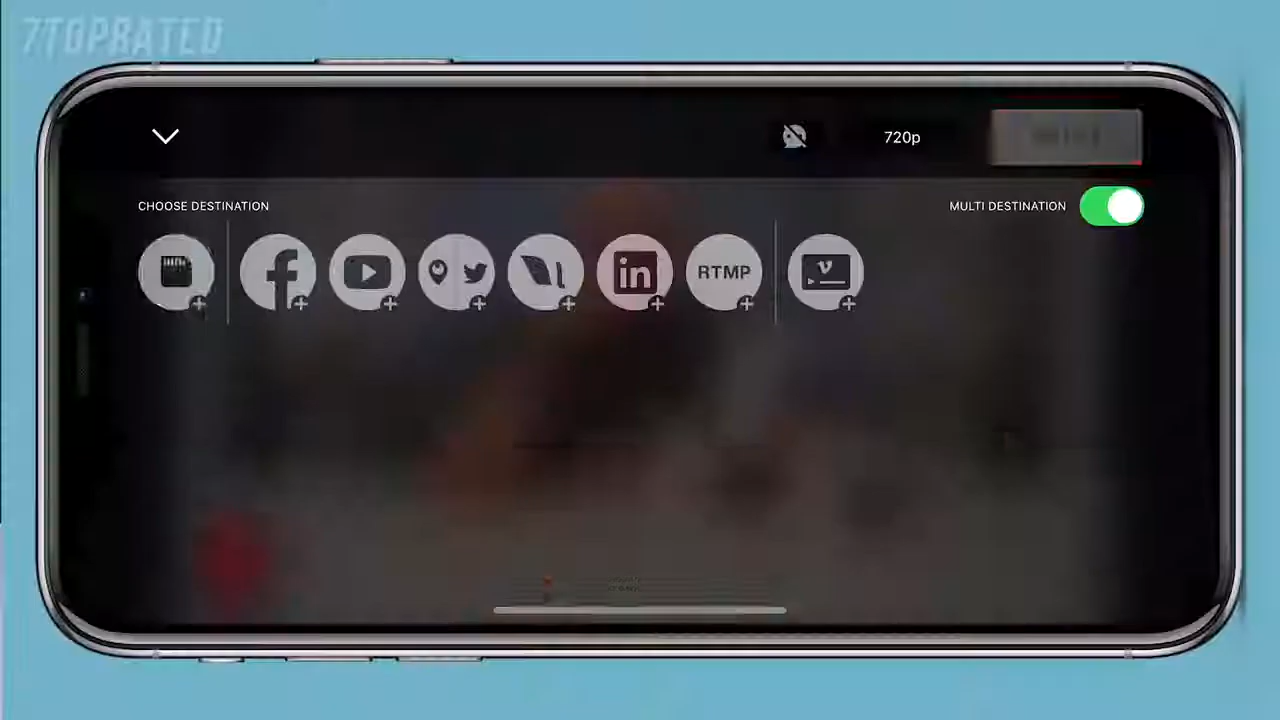 7TOPRATED
720p
CHOOSE DESTINATION
MULTI DESTINATION
in
RTMP